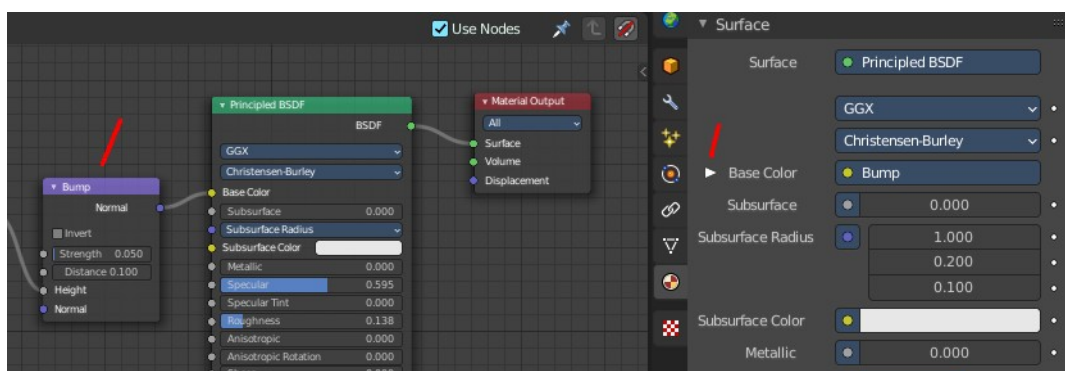 Use Nodes
Bump
Normal
Invert
Strength 0.050
Distance 0.100
Height
Normal
Principled BSDF
BSDF
GGX
Christensen-Burley
Base Color
Subsurface 0.000
Subsurface Radius
Subsurface Color
Metallic 0.000
Specular 0.595
Specular Tint 0.000
Roughness 0.138
Anisotropic 0.000
Anisotropic Rotation 0.000
Material Output
All
Surface
Volume
Displacement
Surface
Surface Principled BSDF
GGX
Christensen-Burley
Base Color Bump
Subsurface 0.000
Subsurface Radius 1.000
0.200
0.100
Subsurface Color
Metallic 0.000